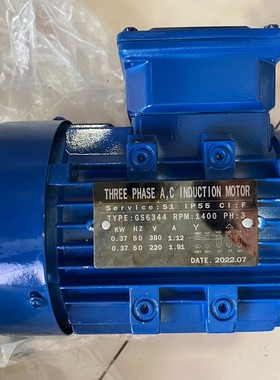 THREE PHASE A,C INDUCTION MOTOR
Service:S1 IP55 Cl:F
TYPE:GS6344 RPM:1400 PH:3
KW HZ V A Y △
0.37 50 380 1.12
0.37 50 220 1.91
DATE.2022.07